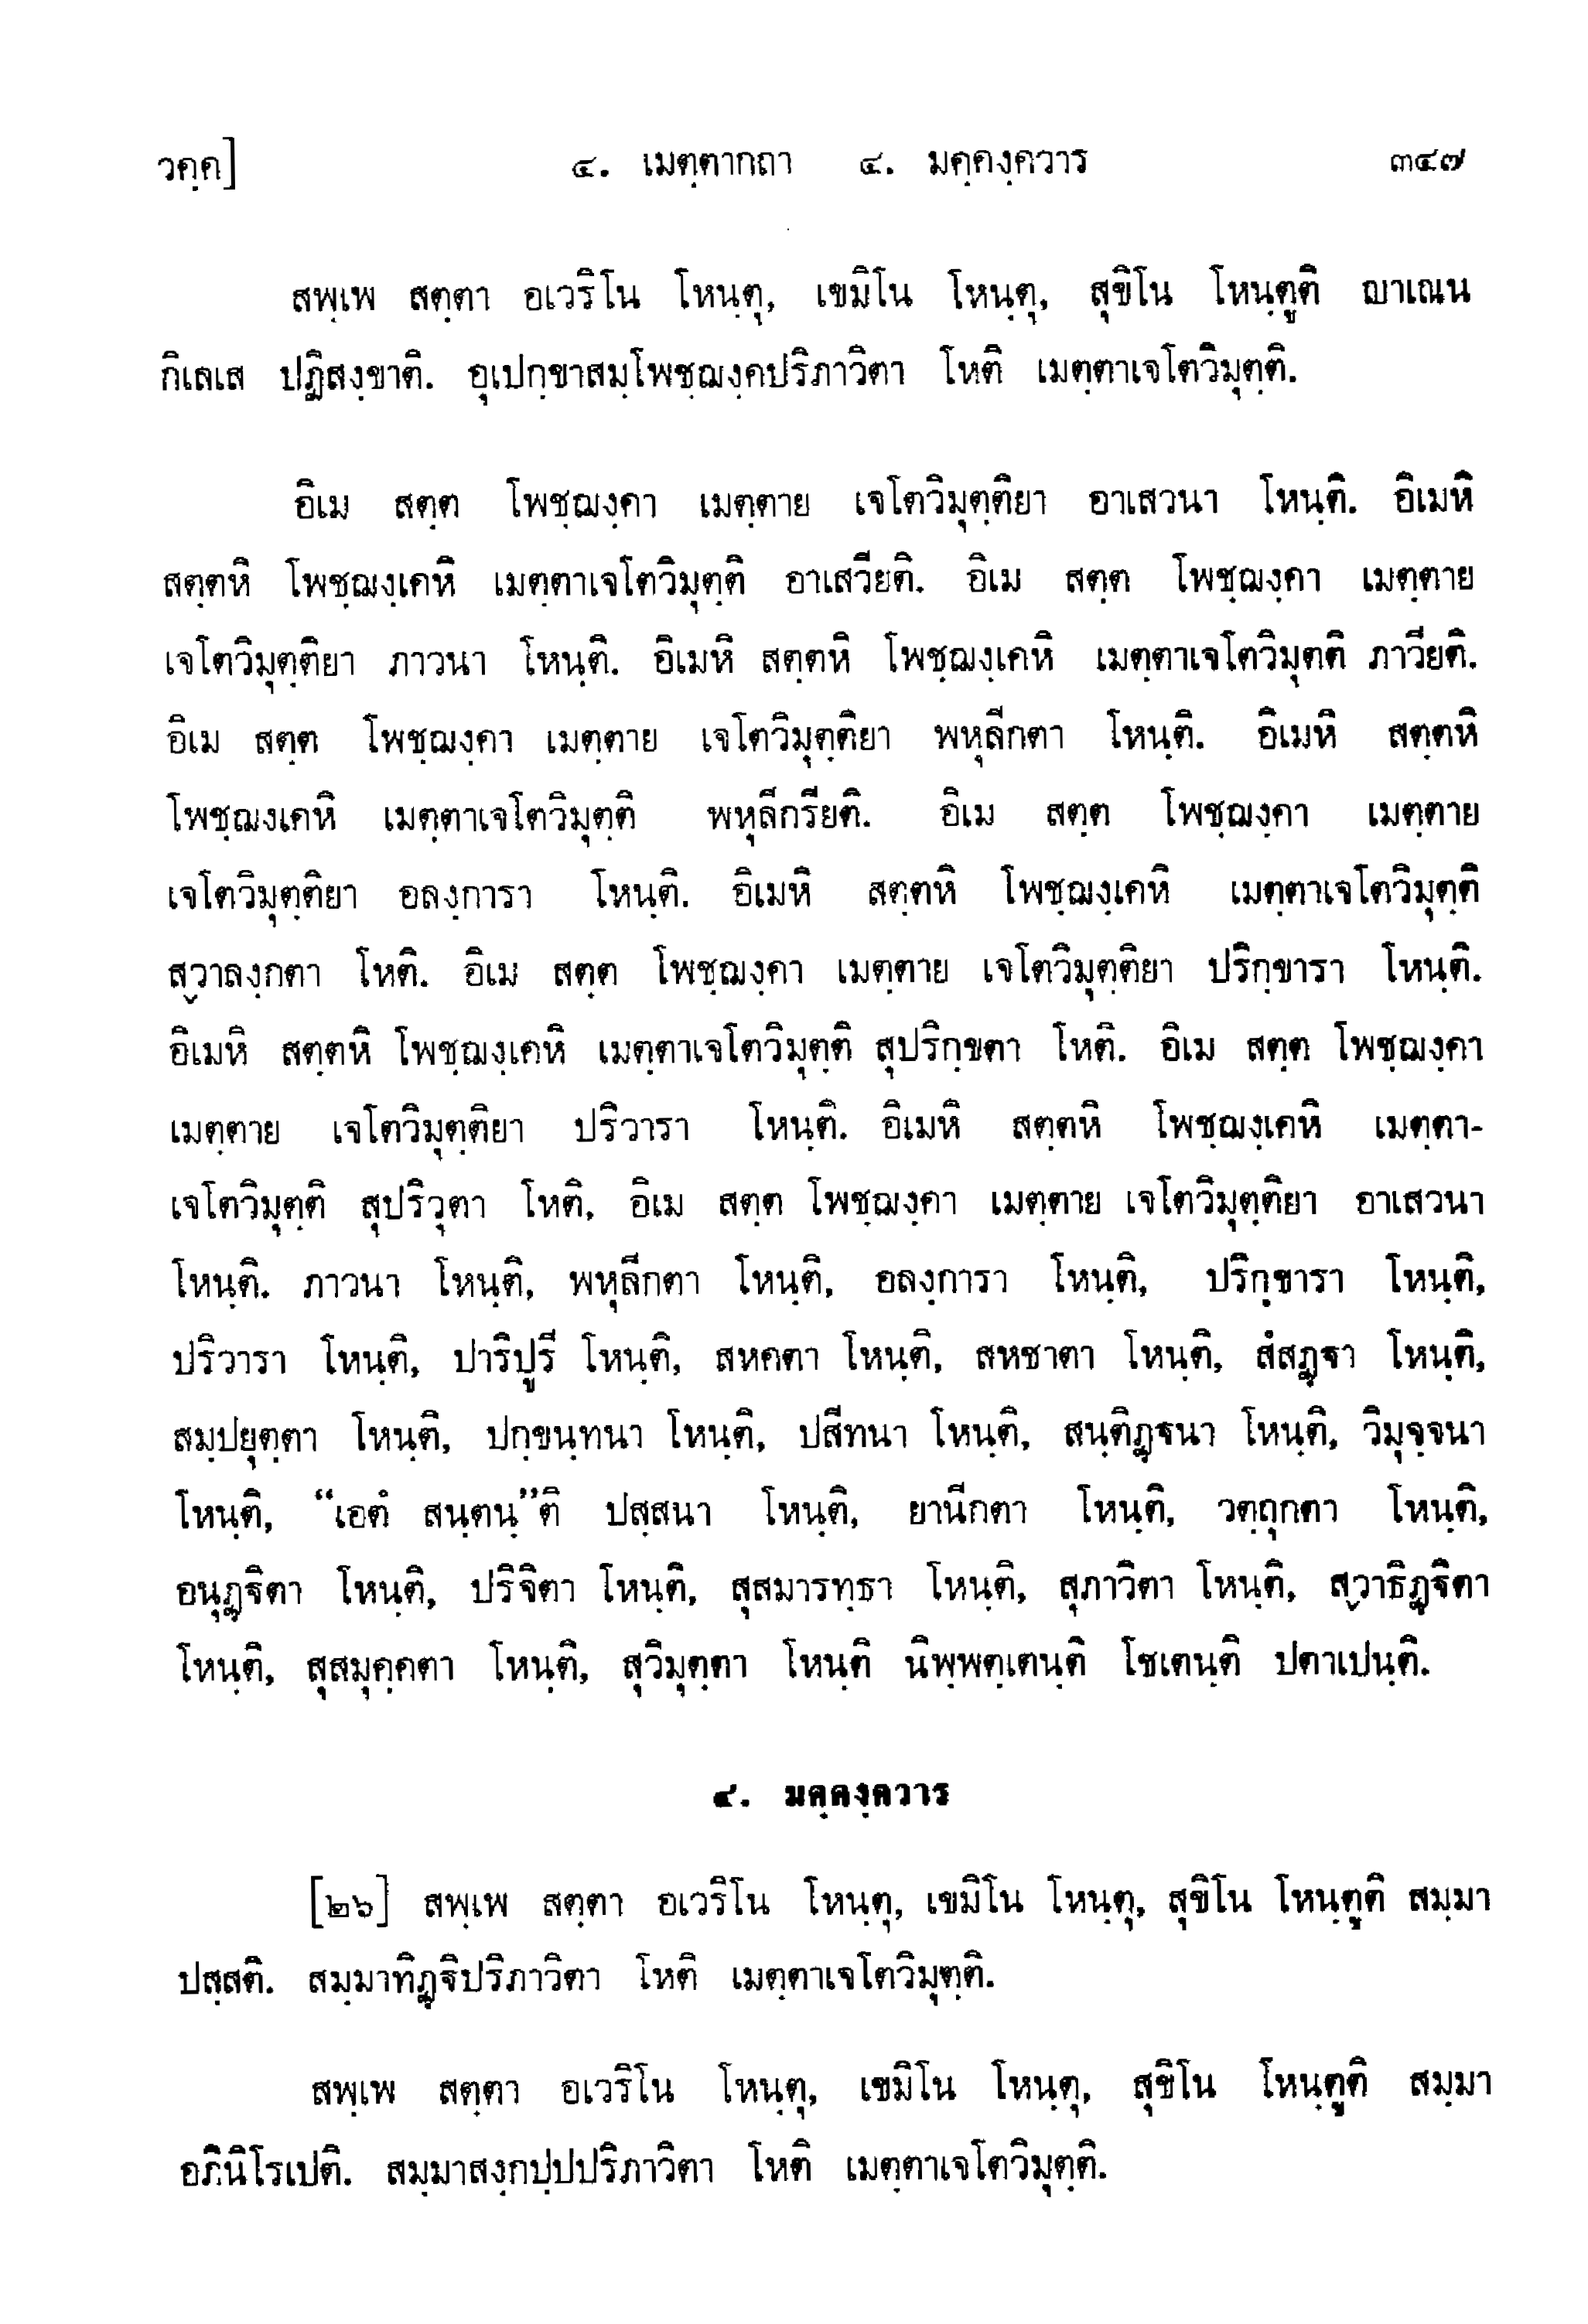 วคฺค]	๔. เมตฺตากถา ๔. มคฺคงฺควาร	๓๔๗
สพฺเพ สตฺตา อเวริโน โหนฺตุ, เขมิโน โหนฺตุ, สุขิโน โหนฺตูติ ญาเณน
กิเลเส ปฏิสงฺขาติ. อุเปกฺขาสมฺโพชฺฌงฺคปริภาวิตา โหติ เมตฺตาเจโตวิมุตฺติ.
อิเม สตฺต โพชฺฌงฺคา เมตฺตาย เจโตวิมุตฺติยา อาเสวนา โหนฺติ. อิเมหิ
สตฺตหิ โพชฺฌงฺเคหิ เมตฺตาเจโตวิมุตฺติ อาเสวียติ. อิเม สตฺต โพชฺฌงฺคา เมตฺตาย
เจโตวิมุตฺติยา ภาวนา โหนฺติ. อิเมหิ สตฺตหิ โพชฺฌงฺเคหิ เมตฺตาเจโตวิมุตติ ภาวียติ.
อิเม สตฺต โพชฺฌงฺคา เมตฺตาย เจโตวิมุตฺติยา พหุลีกตา โหนฺติ. อิเมหิ สตฺตหิ
โพชฺฌงเคหิ เมตฺตาเจโตวิมุตฺติ พหุลีกรียติ. อิเม สตฺต โพชฺฌงฺคา เมตฺตาย
เจโตวิมุตฺติยา อลงฺการา โหนฺติ. อิเมหิ สตฺตหิ โพชฺฌงฺเคหิ เมตฺตาเจโตวิมุตฺติ
สฺวาลงฺกตา โหติ. อิเม สตฺต โพชฺฌงฺคา เมตฺตาย เจโตวิมุตฺติยา ปริกฺขารา โหนฺติ.
อิเมหิ สตฺตหิ โพชฺฌงฺเคหิ เมตฺตาเจโตวิมุตฺติ สุปริกฺขตา โหติ. อิเม สตฺต โพชฺฌงฺคา
เมตฺตาย เจโตวิมุตฺติยา ปริวารา โหนฺติ. อิเมหิ สตฺตหิ โพชฺฌงฺเคหิ เมตฺตา-
เจโตวิมุตฺติ สุปริวุตา โหติ, อิเม สตฺต โพชฺฌงฺคา เมตฺตาย เจโตวิมุตฺติยา อาเสวนา
โหนฺติ. ภาวนา โหนฺติ, พหุลีกตา โหนฺติ, อลงฺการา โหนฺติ, ปริกฺขารา โหนฺติ,
ปริวารา โหนฺติ, ปาริปูรี โหนฺติ, สหคตา โหนฺติ, สหชาตา โหนฺติ, สํสฏฺฐา โหนฺติ,
สมฺปยุตฺตา โหนฺติ, ปกฺขนฺทนา โหนฺติ, ปสีทนา โหนฺติ, สนฺติฏฺฐนา โหนฺติ, วิมุจฺจนา
โหนฺติ, “เอตํ สนฺตนฺ”ติ ปสฺสนา โหนฺติ, ยานีกตา โหนฺติ, วตฺถุกตา โหนฺติ,
อนุฏฺฐิตา โหนฺติ, ปริจิตา โหนฺติ, สุสมารทฺธา โหนฺติ, สุภาวิตา โหนฺติ, สฺวาธิฏฺฐิตา
โหนฺติ, สุสมุคฺคตา โหนฺติ, สุวิมุตฺตา โหนฺติ นิพฺพตฺเตนฺติ โชเตนฺติ ปตาเปนฺติ.
๔. มคฺคงฺควาร
[๒๖] สพฺเพ สตฺตา อเวริโน โหนฺตุ, เขมิโน โหนฺตุ, สุขิโน โหนฺตูติ สมฺมา
ปสฺสติ. สมฺมาทิฏฺฐิปริภาวิตา โหติ เมตฺตาเจโตวิมุตฺติ.
สพฺเพ สตฺตา อเวริโน โหนฺตุ, เขมิโน โหนฺตุ, สุขิโน โหนฺตูติ สมฺมา
อภินิโรเปติ. สมฺมาสงฺกปฺปปริภาวิตา โหติ เมตฺตาเจโตวิมุตฺติ.